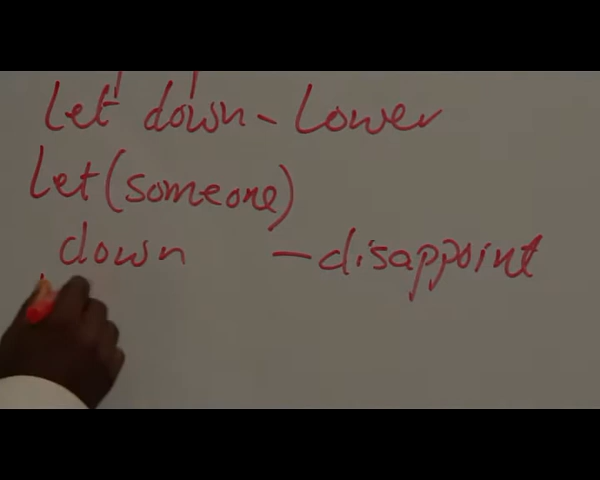 Let down - Lower
Let (someone)
down - disappoint